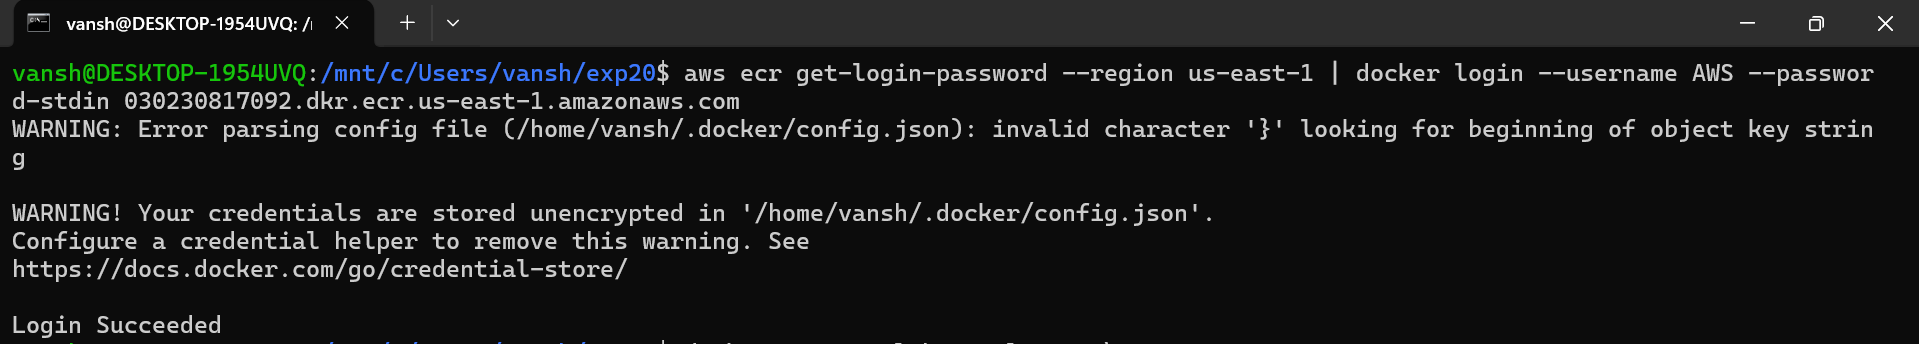 vansh@DESKTOP-1954UVQ: /
vansh@DESKTOP-1954UVQ:/mnt/c/Users/vansh/exp20$ aws ecr get-login-password --region us-east-1 | docker login --username AWS --passwor
d-stdin 030230817092.dkr.ecr.us-east-1.amazonaws.com
WARNING: Error parsing config file (/home/vansh/.docker/config.json): invalid character '}' looking for beginning of object key strin
g
WARNING! Your credentials are stored unencrypted in '/home/vansh/.docker/config.json'.
Configure a credential helper to remove this warning. See
https://docs.docker.com/go/credential-store/
Login Succeeded